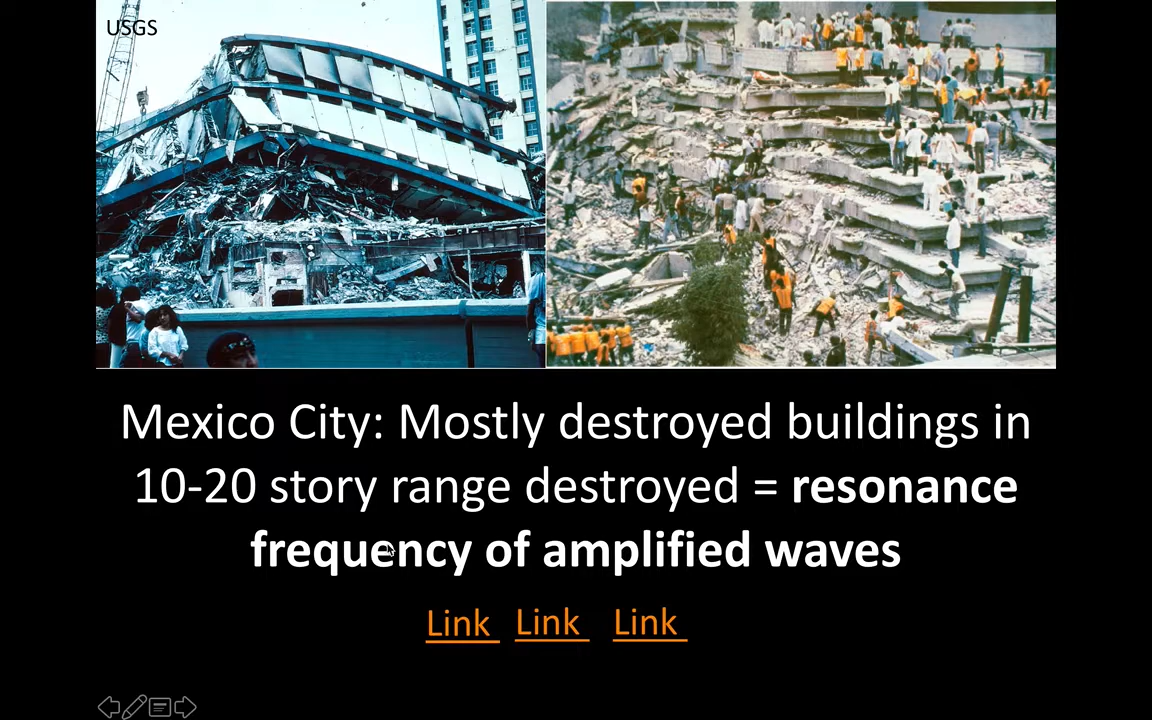 USGS
Mexico City: Mostly destroyed buildings in
10-20 story range destroyed = resonance
frequency of amplified waves
Link Link Link